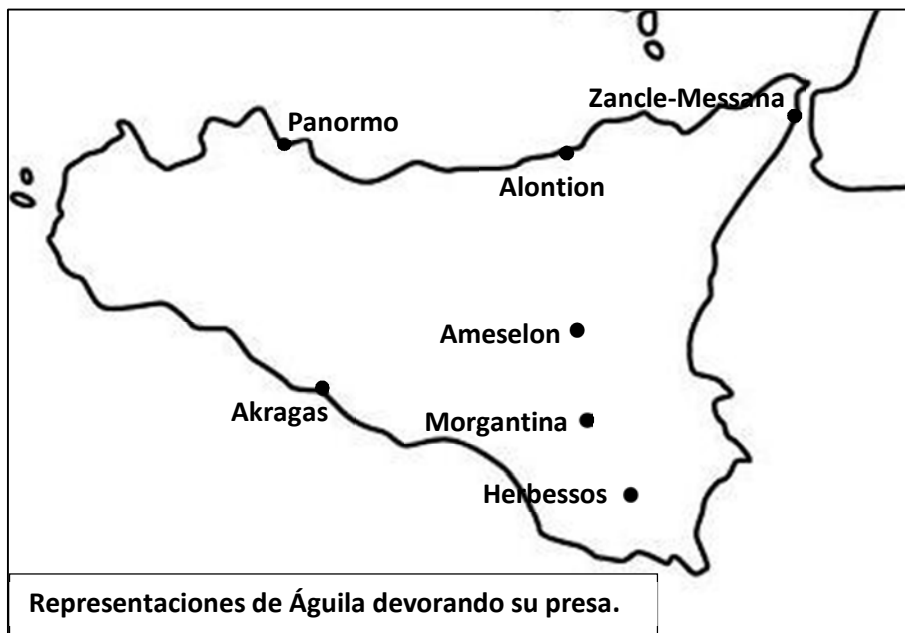 Zancle-Messana
Panormo
Alontion
Ameselon
Akragas
Morgantina
Herbessos
Representaciones de Águila devorando su presa.